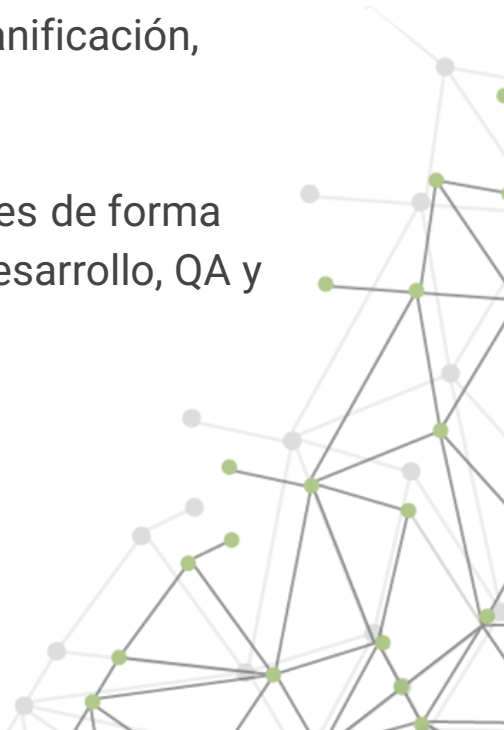 anificación,
es de forma
esarrollo, QA y